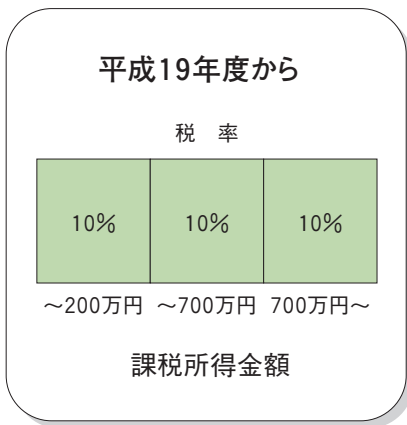 平成19年度から
税 率
10% 10% 10%
～200万円 ～700万円 700万円～
課税所得金額